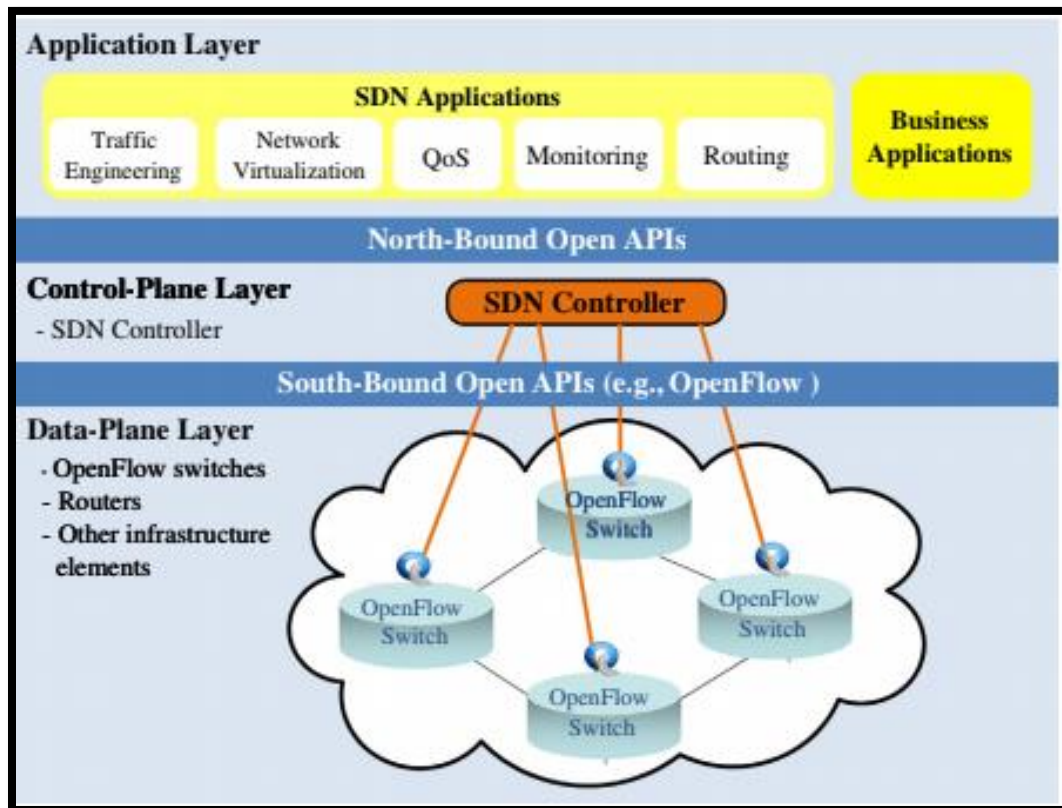 Application Layer
SDN Applications
Traffic
Engineering
Network
Virtualization
QoS
Monitoring
Routing
Business
Applications
North-Bound Open APIs
Control-Plane Layer
- SDN Controller
SDN Controller
South-Bound Open APIs (e.g., OpenFlow )
Data-Plane Layer
- OpenFlow switches
- Routers
- Other infrastructure
elements
OpenFlow
Switch
OpenFlow
Switch
OpenFlow
Switch
OpenFlow
Switch